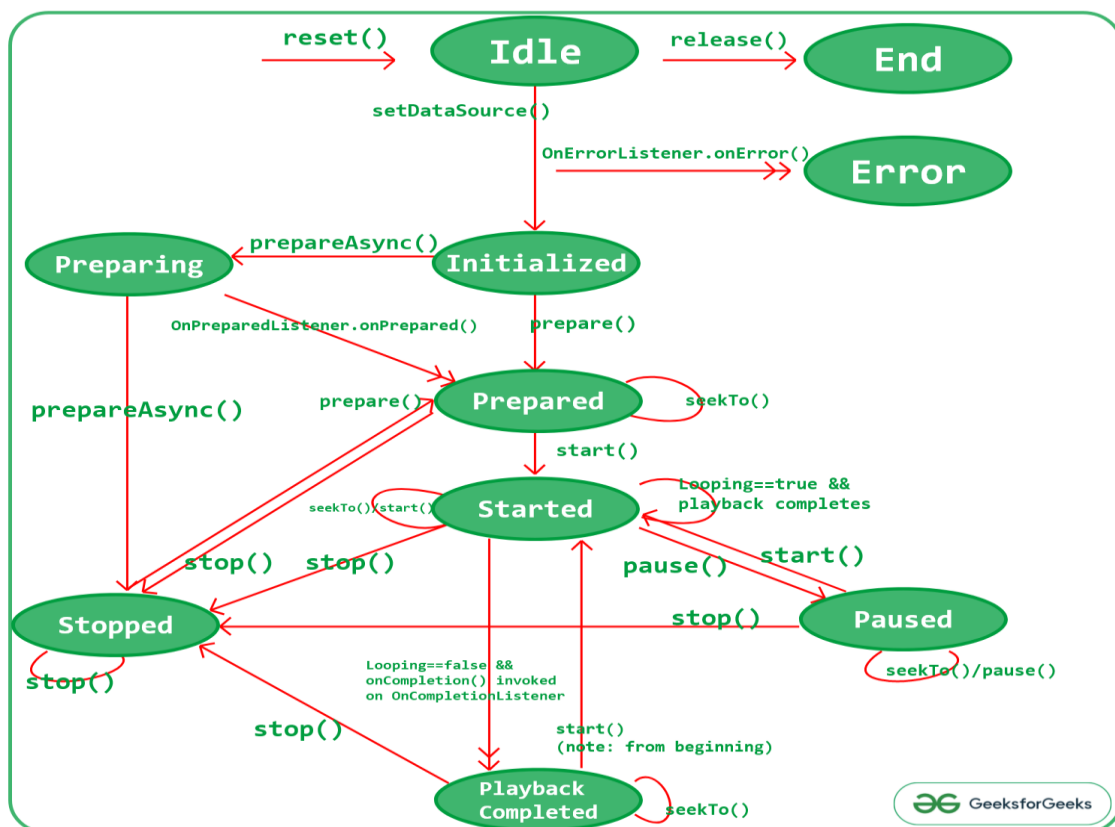 reset()
Idle
release()
End
setDataSource()
OnErrorListener.onError()
Error
prepareAsync()
Preparing
Initialized
OnPreparedListener.onPrepared()
prepare()
prepareAsync()
prepare()
Prepared
seekTo()
start()
Looping==true &&
playback completes
seekTo()/start()
Started
stop()
stop()
pause()
start()
Stopped
stop()
Paused
stop()
Looping==false &&
onCompletion() invoked
on OnCompletionListener
seekTo()/pause()
stop()
start()
(note: from beginning)
Playback
Completed
seekTo()
GeeksforGeeks